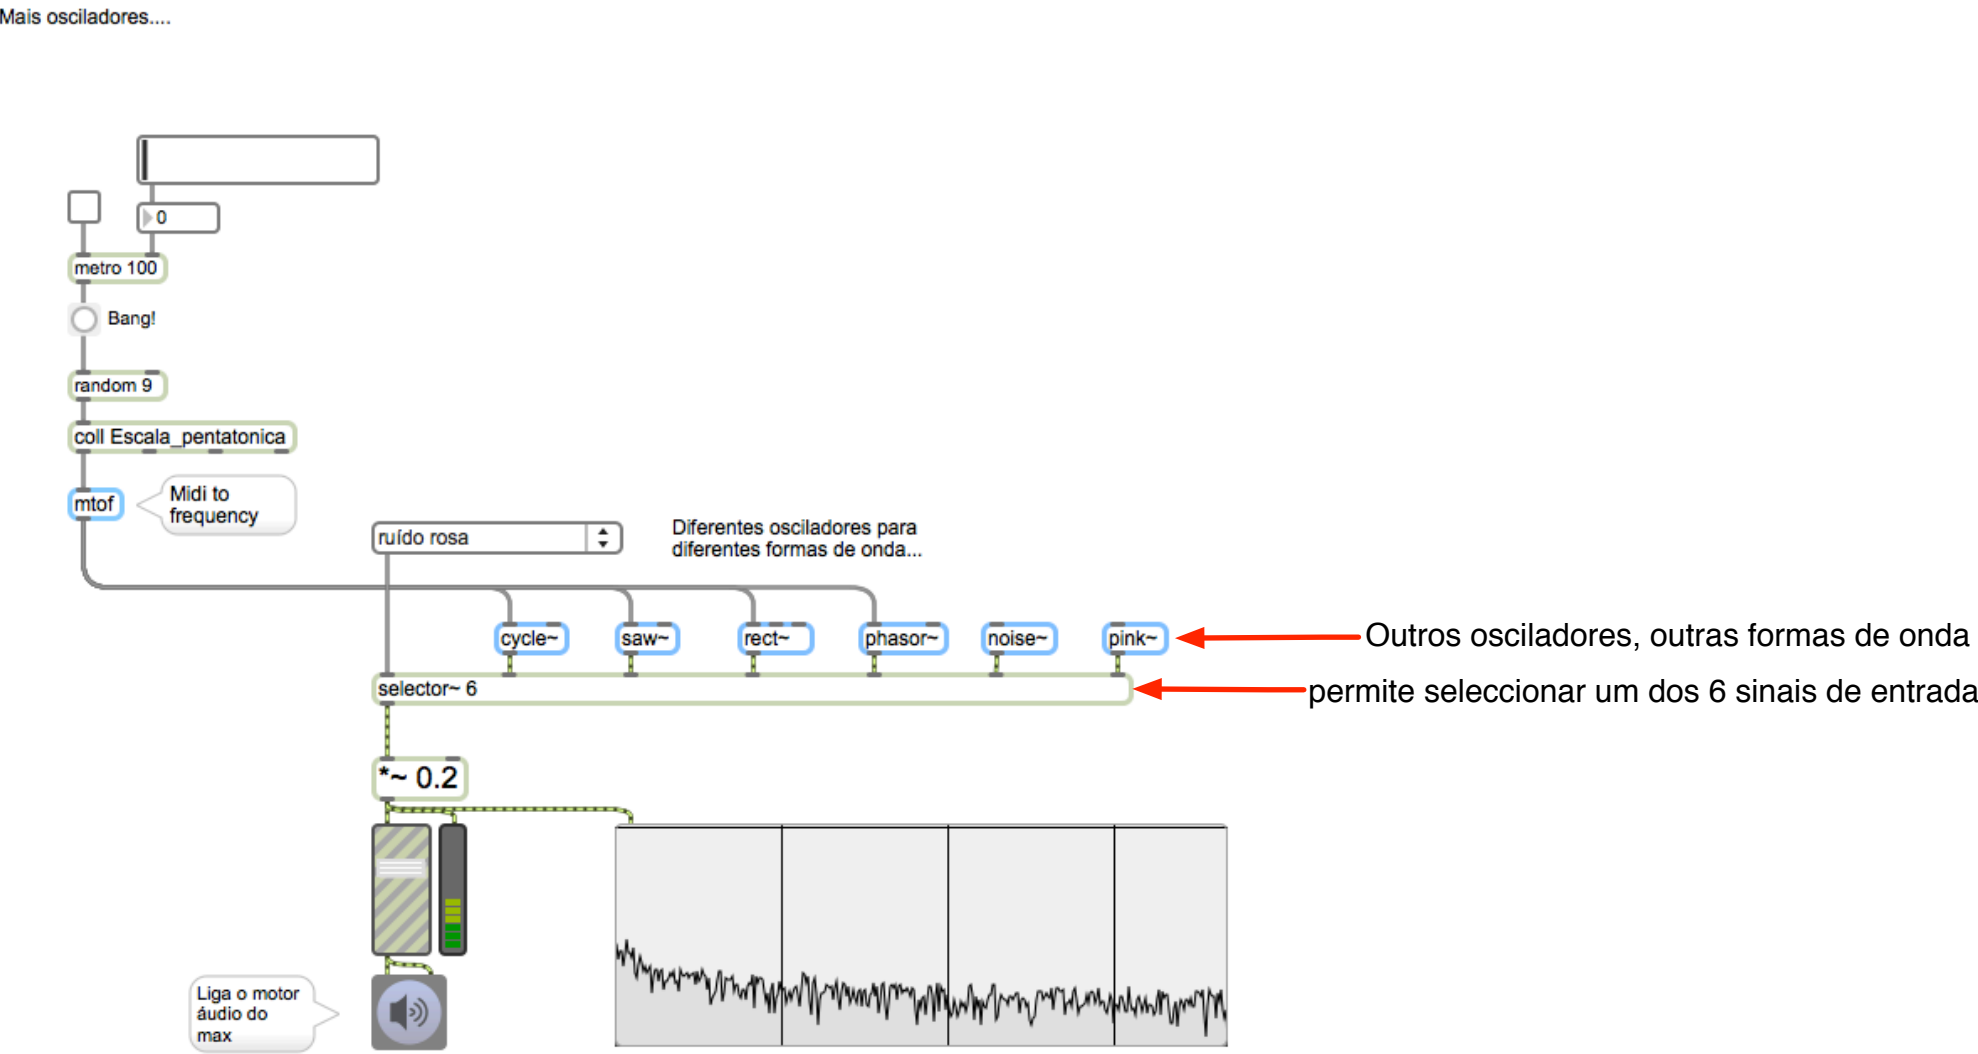 Mais osciladores....
0
metro 100
Bang!
random 9
coll Escala_pentatonica
mtof
Midi to
frequency
ruído rosa
Diferentes osciladores para
diferentes formas de onda...
cycle~
saw~
rect~
phasor~
noise~
pink~
Outros osciladores, outras formas de onda
selector~ 6
permite seleccionar um dos 6 sinais de entrada
*~ 0.2
Liga o motor
áudio do
max